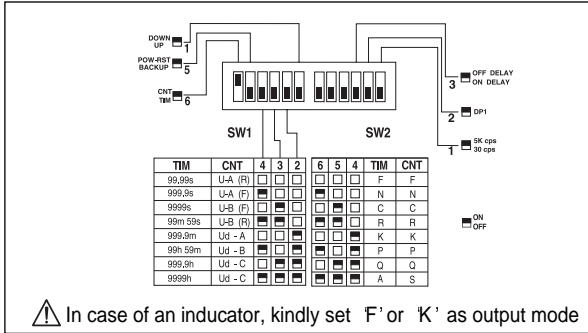 DOWN
UP
1
POW-RST
BACKUP
5
CNT
TIM
6
OFF DELAY
ON DELAY
3
2
DP1
1
5K cps
30 cps
SW1
SW2
TIM CNT 4 3 2 6 5 4 TIM CNT
99.99s U-A (R) F F
999.9s U-A (F) N N
9999s U-B (F) C C
99m 59s U-B (R) R R
999.9m Ud - A K K
99h 59m Ud - B P P
999.9h Ud - C Q Q
9999h Ud - C A S
ON
OFF
In case of an inducator, kindly set 'F' or 'K' as output mode